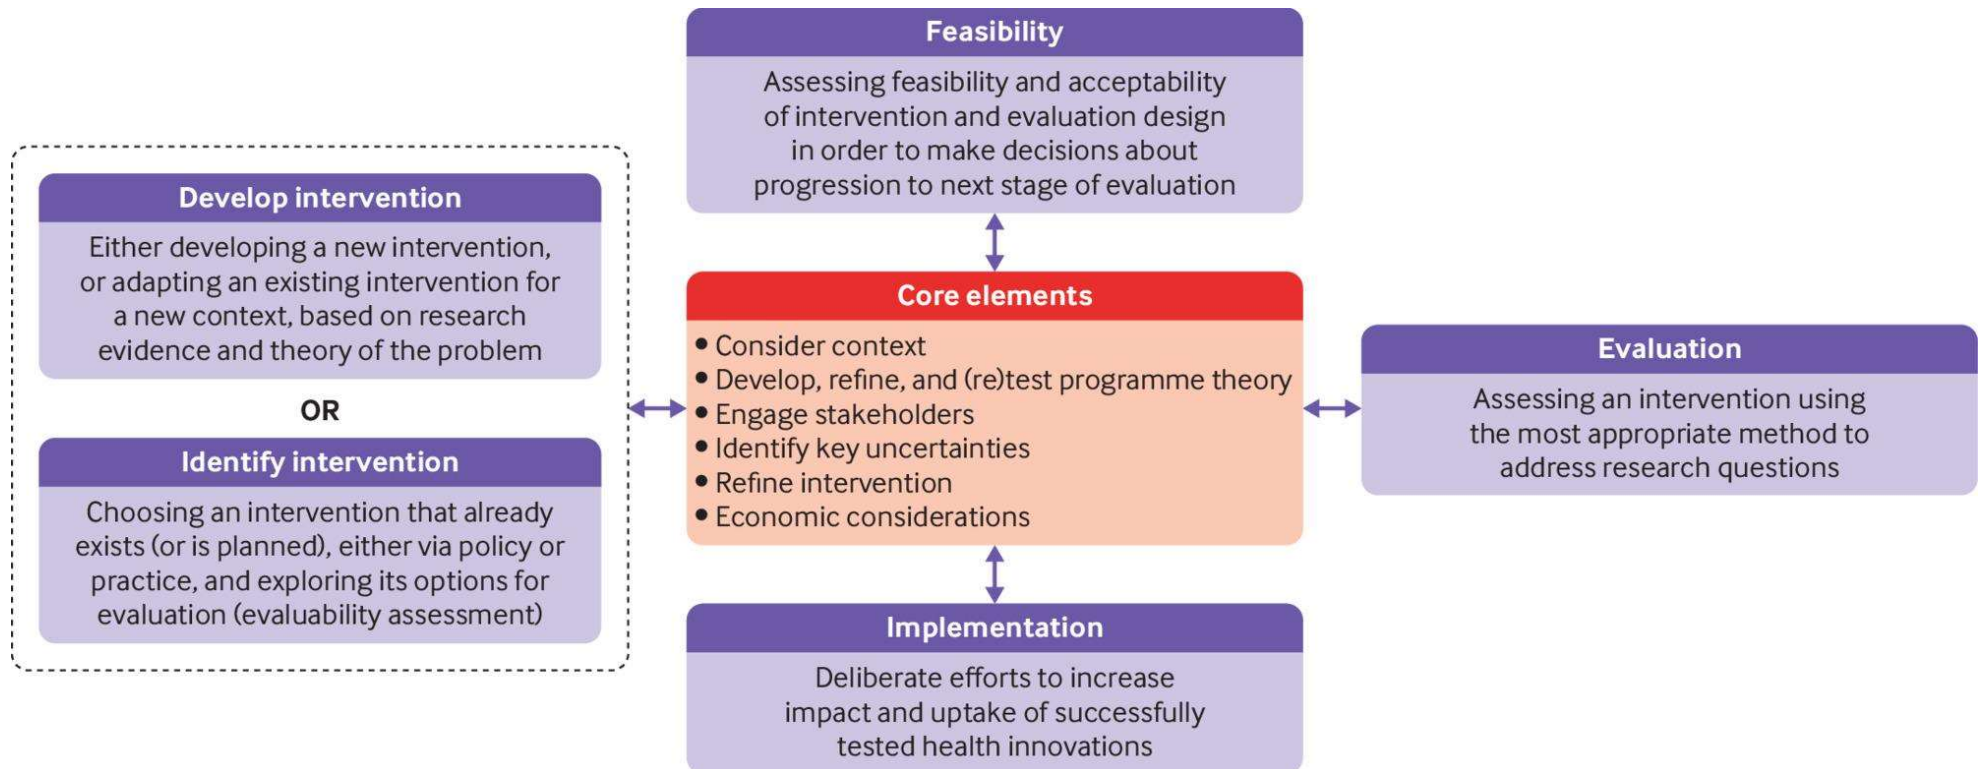 Feasibility
Assessing feasibility and acceptability
of intervention and evaluation design
in order to make decisions about
progression to next stage of evaluation
Develop intervention
Either developing a new intervention,
or adapting an existing intervention for
a new context, based on research
evidence and theory of the problem
OR
Identify intervention
Choosing an intervention that already
exists (or is planned), either via policy or
practice, and exploring its options for
evaluation (evaluability assessment)
Core elements
• Consider context
• Develop, refine, and (re)test programme theory
• Engage stakeholders
• Identify key uncertainties
• Refine intervention
• Economic considerations
Evaluation
Assessing an intervention using
the most appropriate method to
address research questions
Implementation
Deliberate efforts to increase
impact and uptake of successfully
tested health innovations